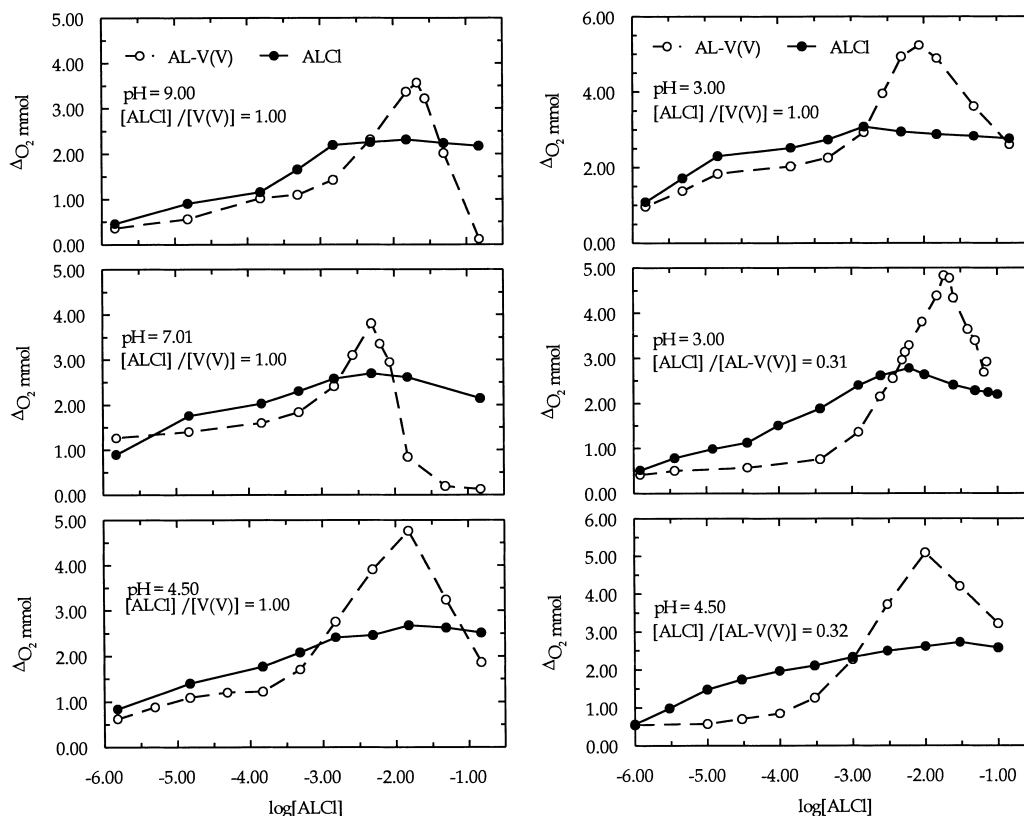 5.00
4.00
3.00
2.00
1.00
0.00
ΔO2 mmol
AL-V(V) ALCl
pH = 9.00
[ALCl] /[V(V)] = 1.00
6.00
4.00
2.00
0.00
ΔO2 mmol
AL-V(V) ALCl
pH = 3.00
[ALCl] /[V(V)] = 1.00
5.00
4.00
3.00
2.00
1.00
0.00
ΔO2 mmol
pH = 7.01
[ALCl] /[V(V)] = 1.00
5.00
4.00
3.00
2.00
1.00
0.00
ΔO2 mmol
pH = 3.00
[ALCl] /[AL-V(V)] = 0.31
5.00
4.00
3.00
2.00
1.00
0.00
ΔO2 mmol
pH = 4.50
[ALCl] /[V(V)] = 1.00
-6.00 -5.00 -4.00 -3.00 -2.00 -1.00
log[ALCl]
6.00
5.00
4.00
3.00
2.00
1.00
0.00
ΔO2 mmol
pH = 4.50
[ALCl] /[AL-V(V)] = 0.32
-6.00 -5.00 -4.00 -3.00 -2.00 -1.00
log[ALCl]